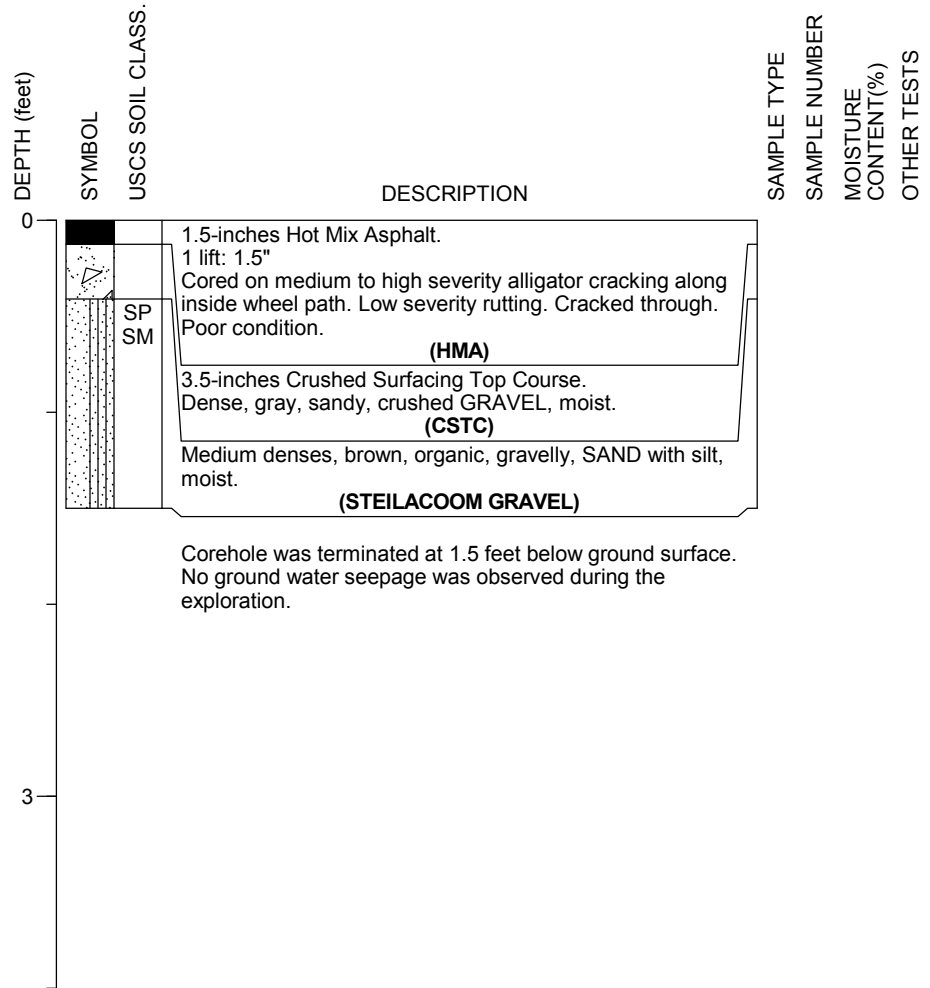 DEPTH (feet)
SYMBOL
USCS SOIL CLASS.
DESCRIPTION
SAMPLE TYPE
SAMPLE NUMBER
MOISTURE
CONTENT(%)
OTHER TESTS
0
1.5-inches Hot Mix Asphalt.
1 lift: 1.5"
Cored on medium to high severity alligator cracking along
inside wheel path. Low severity rutting. Cracked through.
Poor condition.
(HMA)
SP
SM
3.5-inches Crushed Surfacing Top Course.
Dense, gray, sandy, crushed GRAVEL, moist.
(CSTC)
Medium denses, brown, organic, gravelly, SAND with silt,
moist.
(STEILACOOM GRAVEL)
Corehole was terminated at 1.5 feet below ground surface.
No ground water seepage was observed during the
exploration.
3